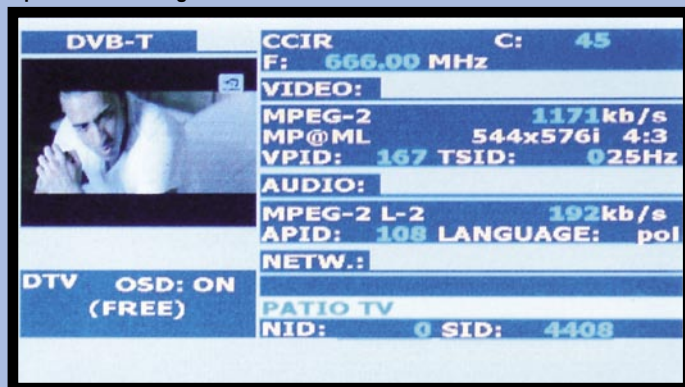 DVB-T
CCIR C: 45
F: 666.00 MHz
VIDEO:
MPEG-2 1171kb/s
MP@ML 544x576i 4:3
VPID: 167 TSID: 025Hz
AUDIO:
MPEG-2 L-2 192kb/s
APID: 108 LANGUAGE: pol
NETW.:
DTV OSD: ON
(FREE)
PATIO TV
NID: 0 SID: 4408